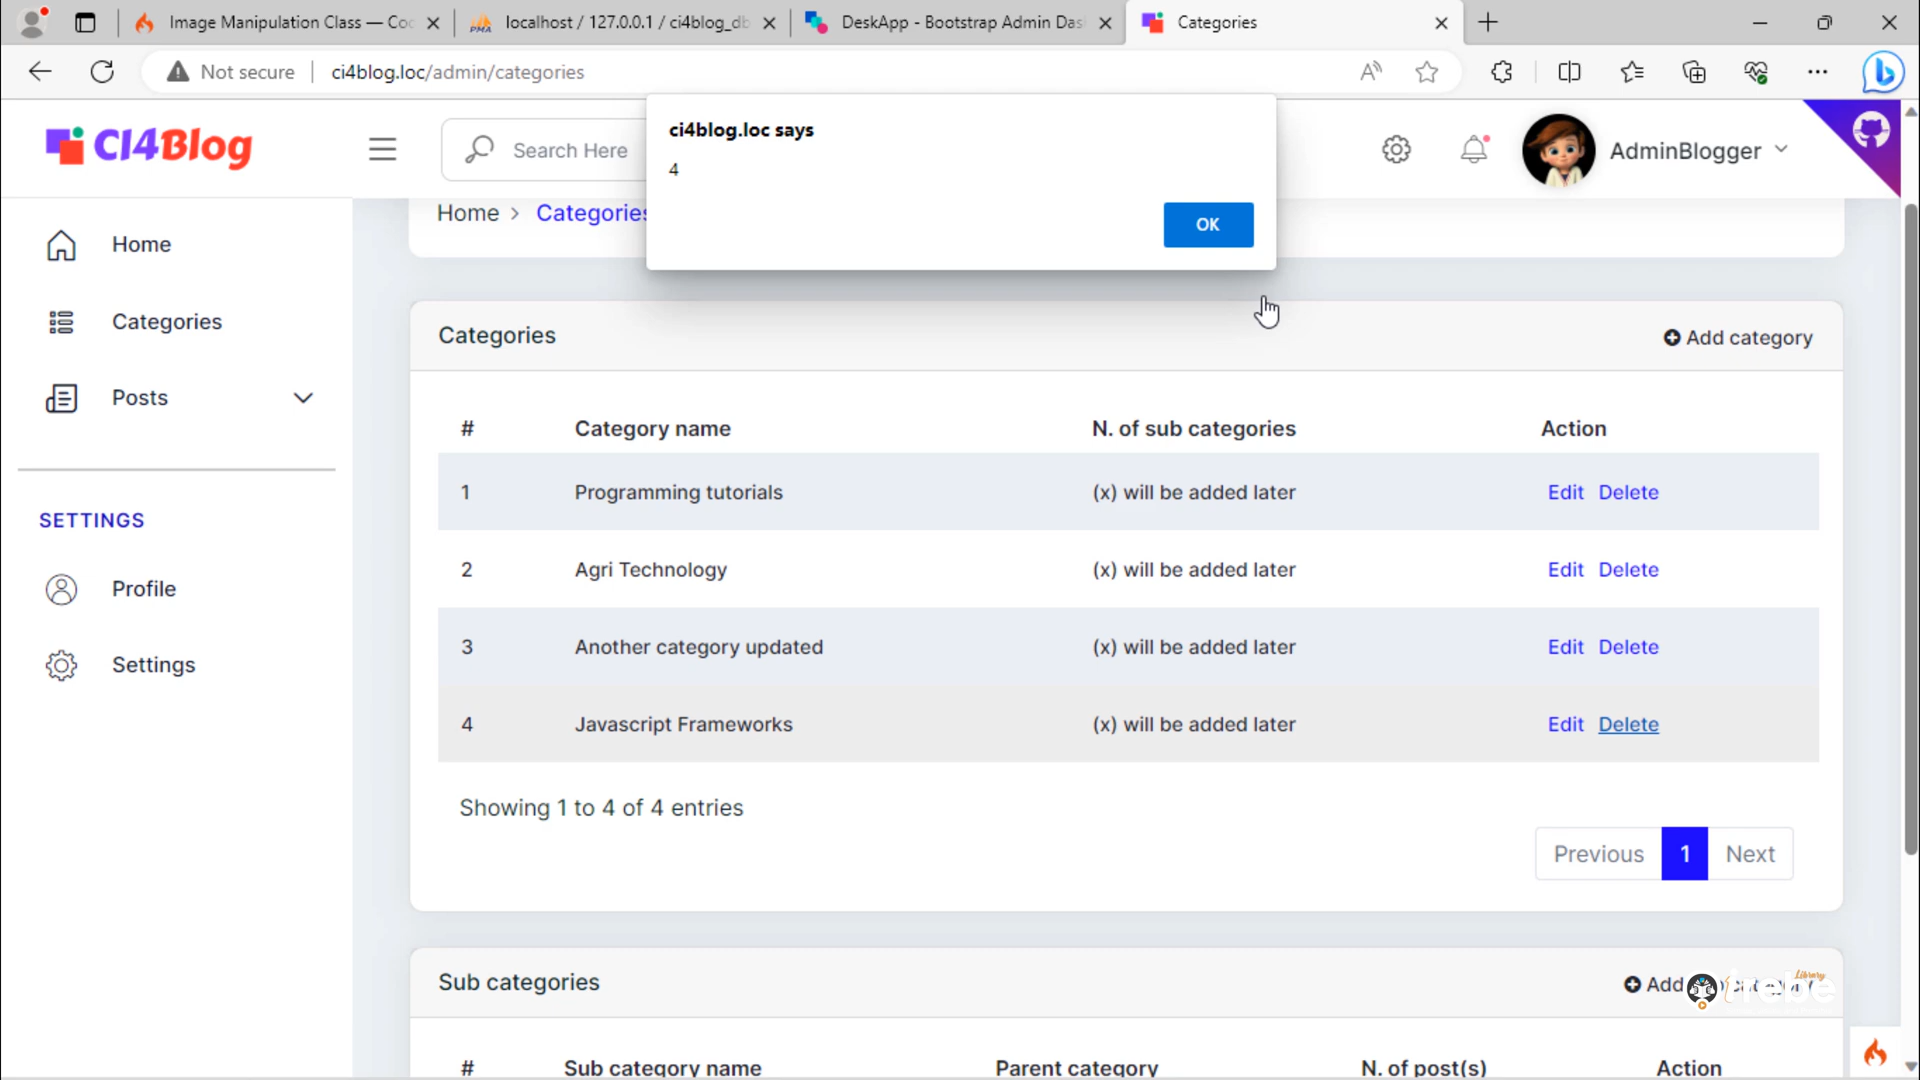 Image Manipulation Class — Coc
localhost / 127.0.0.1 / ci4blog_db
DeskApp - Bootstrap Admin Das
Categories
Not secure
ci4blog.loc/admin/categories
CI4Blog
Search Here
ci4blog.loc says
4
OK
AdminBlogger
Home > Categories
Home
Categories
Posts
SETTINGS
Profile
Settings
Categories
Add category
# Category name N. of sub categories Action
1 Programming tutorials (x) will be added later Edit Delete
2 Agri Technology (x) will be added later Edit Delete
3 Another category updated (x) will be added later Edit Delete
4 Javascript Frameworks (x) will be added later Edit Delete
Showing 1 to 4 of 4 entries
Previous 1 Next
Sub categories
Add
irebe
Library
# Sub category name Parent category N. of post(s) Action